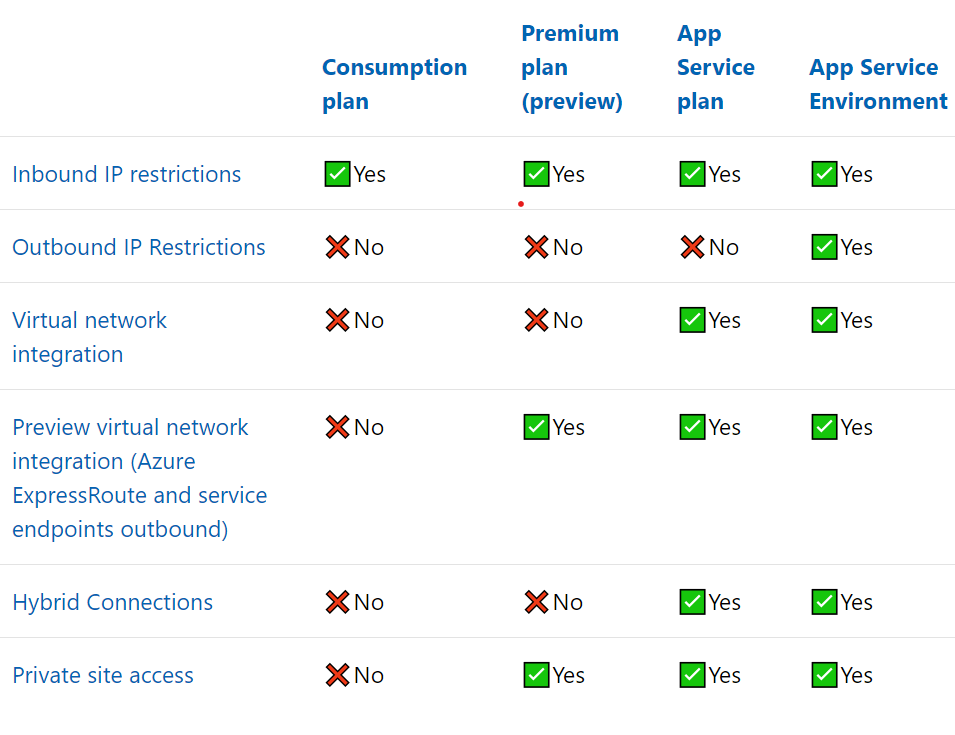 Consumption plan
Premium plan (preview)
App Service plan
App Service Environment
Inbound IP restrictions
Yes
Yes
Yes
Yes
Outbound IP Restrictions
No
No
No
Yes
Virtual network
integration
No
No
Yes
Yes
Preview virtual network
integration (Azure
ExpressRoute and service
endpoints outbound)
No
Yes
Yes
Yes
Hybrid Connections
No
No
Yes
Yes
Private site access
No
Yes
Yes
Yes